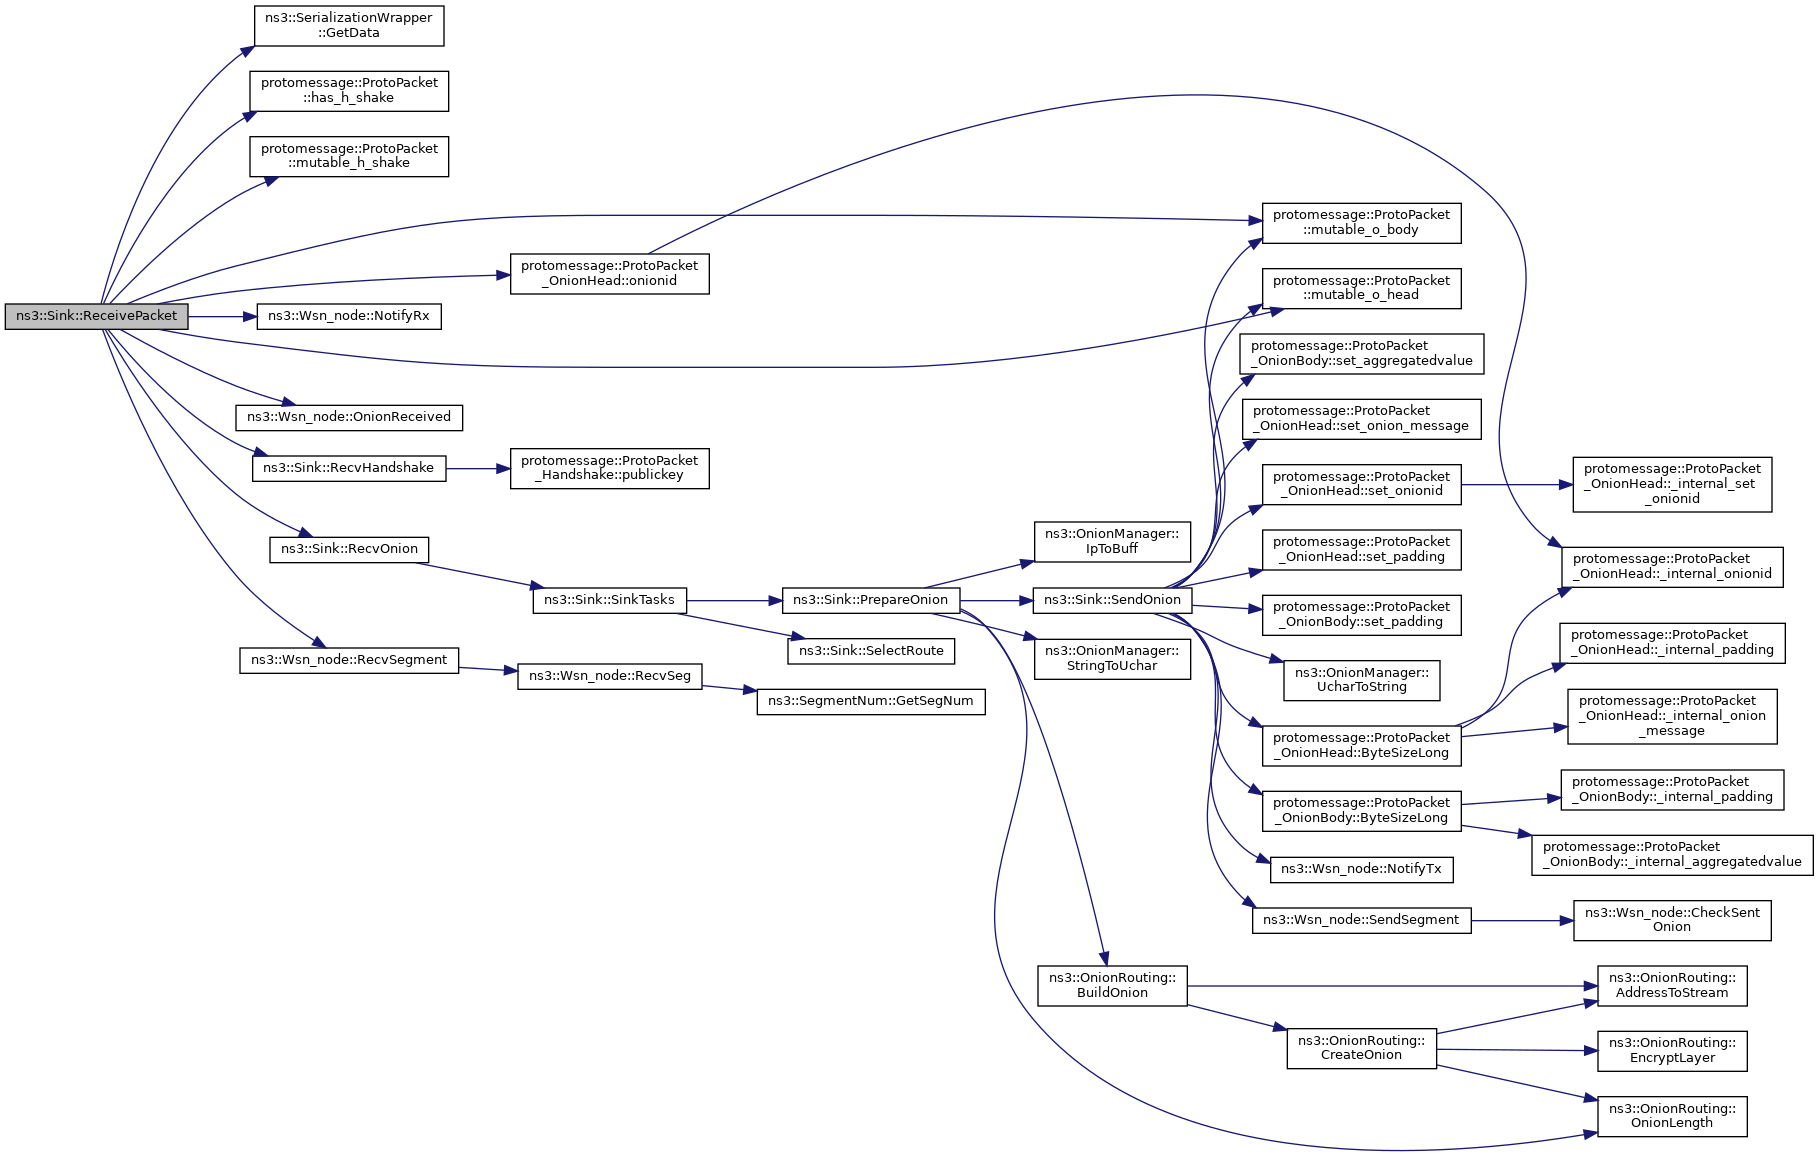 ns3::SerializationWrapper
::GetData
protomessage::ProtoPacket
::has_h_shake
protomessage::ProtoPacket
::mutable_h_shake
protomessage::ProtoPacket
::mutable_o_body
protomessage::ProtoPacket
_OnionHead::onionid
protomessage::ProtoPacket
::mutable_o_head
ns3::Sink::ReceivePacket
ns3::Wsn_node::NotifyRx
protomessage::ProtoPacket
_OnionBody::set_aggregatedvalue
ns3::Wsn_node::OnionReceived
protomessage::ProtoPacket
_OnionHead::set_onion_message
ns3::Sink::RecvHandshake
protomessage::ProtoPacket
_Handshake::publickey
protomessage::ProtoPacket
_OnionHead::set_onionid
protomessage::ProtoPacket
_OnionHead::_internal_set
_onionid
ns3::Sink::RecvOnion
ns3::OnionManager::
IpToBuff
protomessage::ProtoPacket
_OnionHead::set_padding
protomessage::ProtoPacket
_OnionHead::_internal_onionid
ns3::Sink::SinkTasks
ns3::Sink::PrepareOnion
ns3::Sink::SendOnion
protomessage::ProtoPacket
_OnionBody::set_padding
ns3::Sink::SelectRoute
ns3::OnionManager::
StringToUchar
protomessage::ProtoPacket
_OnionHead::_internal_padding
ns3::Wsn_node::RecvSegment
ns3::Wsn_node::RecvSeg
ns3::SegmentNum::GetSegNum
ns3::OnionManager::
UcharToString
protomessage::ProtoPacket
_OnionHead::_internal_onion
_message
protomessage::ProtoPacket
_OnionHead::ByteSizeLong
protomessage::ProtoPacket
_OnionBody::_internal_padding
protomessage::ProtoPacket
_OnionBody::ByteSizeLong
protomessage::ProtoPacket
_OnionBody::_internal_aggregatedvalue
ns3::Wsn_node::NotifyTx
ns3::Wsn_node::SendSegment
ns3::Wsn_node::CheckSent
Onion
ns3::OnionRouting::
BuildOnion
ns3::OnionRouting::
AddressToStream
ns3::OnionRouting::
CreateOnion
ns3::OnionRouting::
EncryptLayer
ns3::OnionRouting::
OnionLength